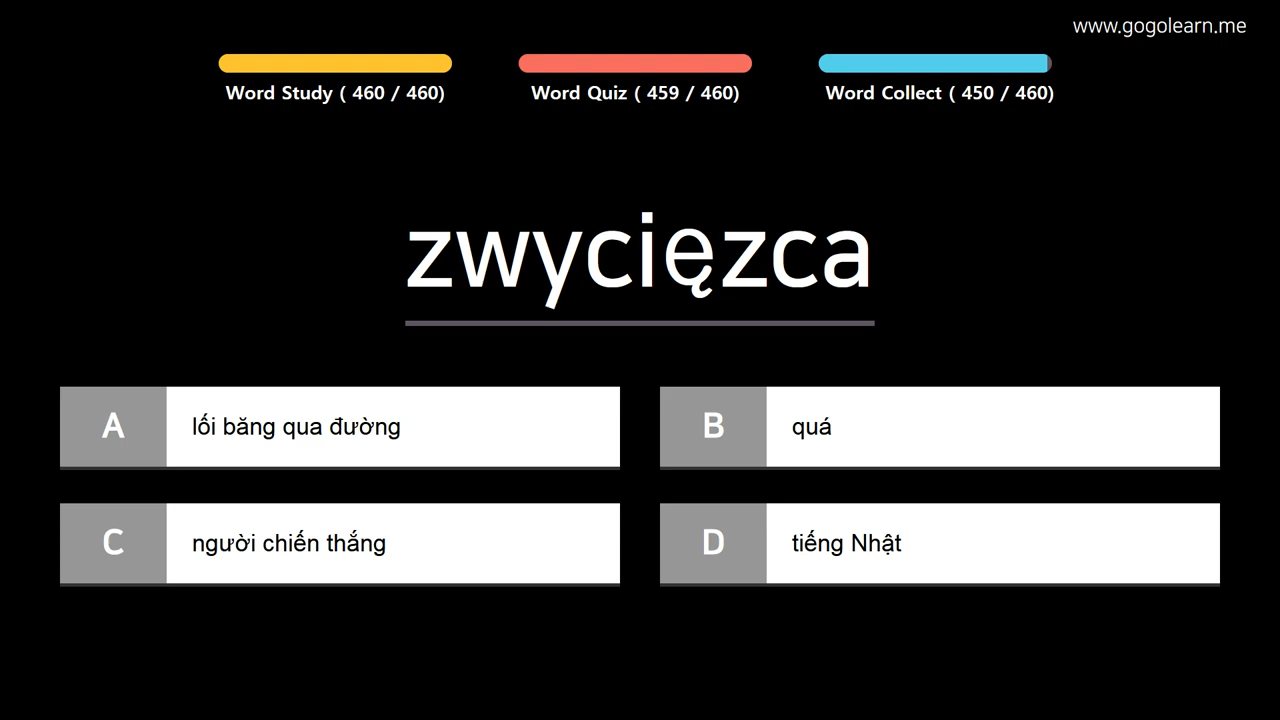 www.gogolearn.me
Word Study ( 460 / 460)
Word Quiz ( 459 / 460)
Word Collect ( 450 / 460)
zwycięzca
A
lối băng qua đường
B
quá
C
người chiến thắng
D
tiếng Nhật